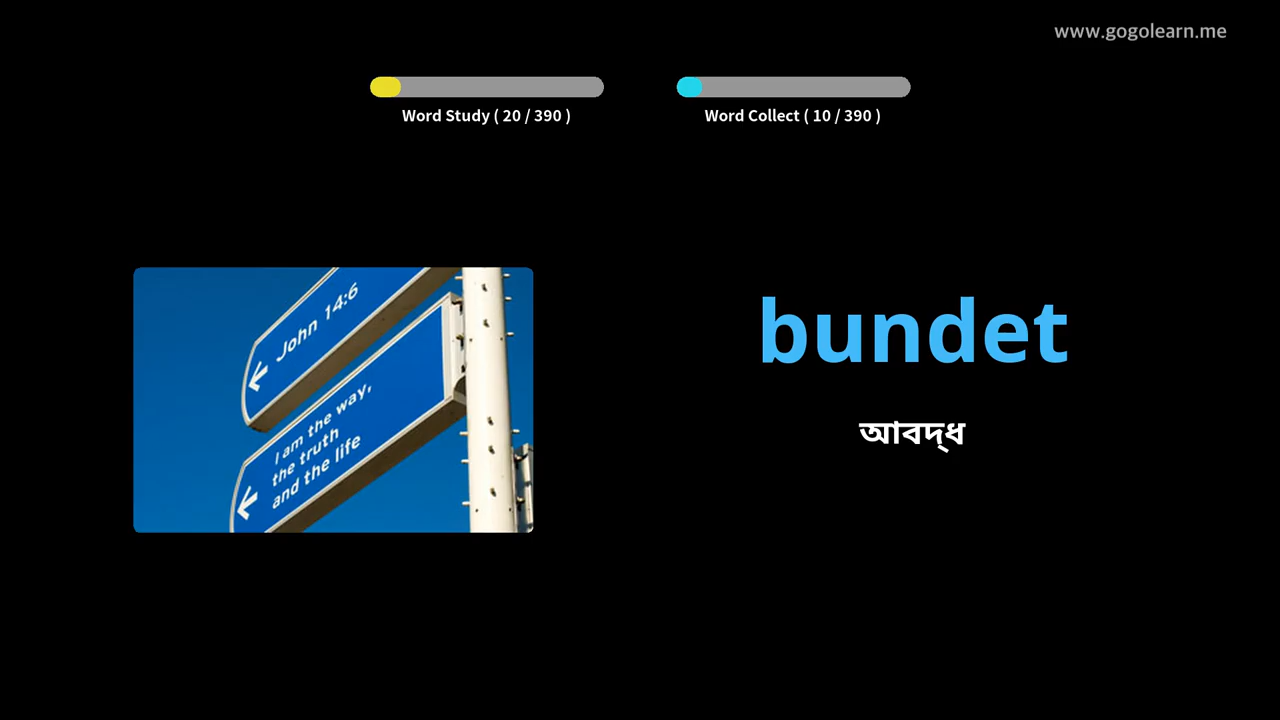 www.gogolearn.me
Word Study ( 20 / 390 )
Word Collect ( 10 / 390 )
John 14:6
I am the way,
the truth
and the life
bundet
আবদ্ধ